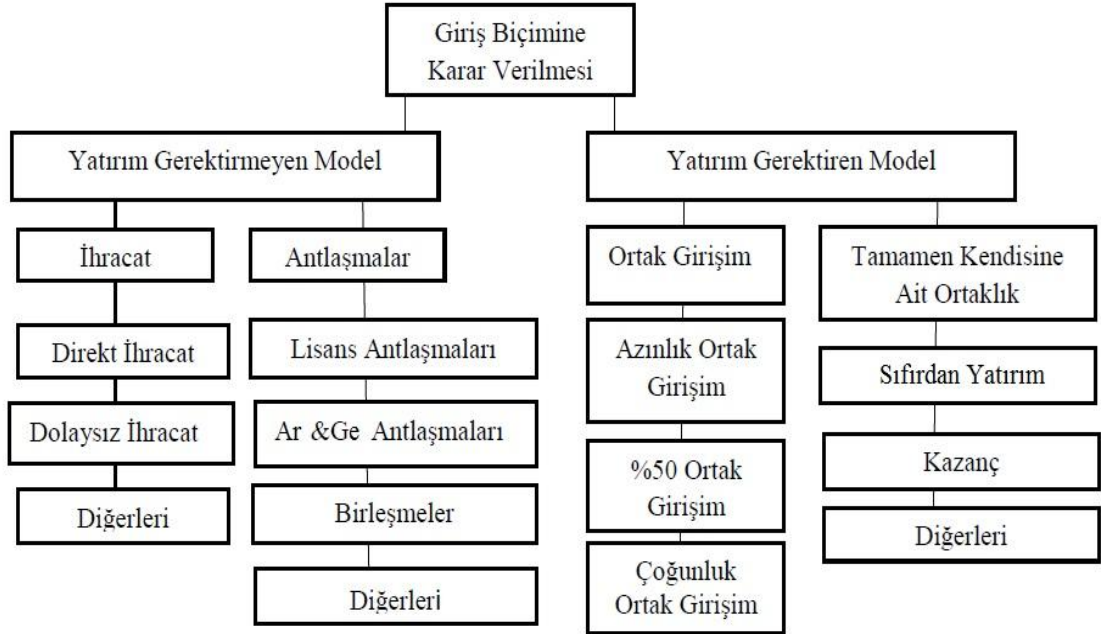 Giriş Biçimine
Karar Verilmesi
Yatırım Gerektirmeyen Model
Yatırım Gerektiren Model
İhracat
Direkt İhracat
Dolaysız İhracat
Diğerleri
Antlaşmalar
Lisans Antlaşmaları
Ar &Ge Antlaşmaları
Birleşmeler
Diğerleri
Ortak Girişim
Azınlık Ortak
Girişim
%50 Ortak
Girişim
Çoğunluk
Ortak Girişim
Tamamen Kendisine
Ait Ortaklık
Sıfırdan Yatırım
Kazanç
Diğerleri